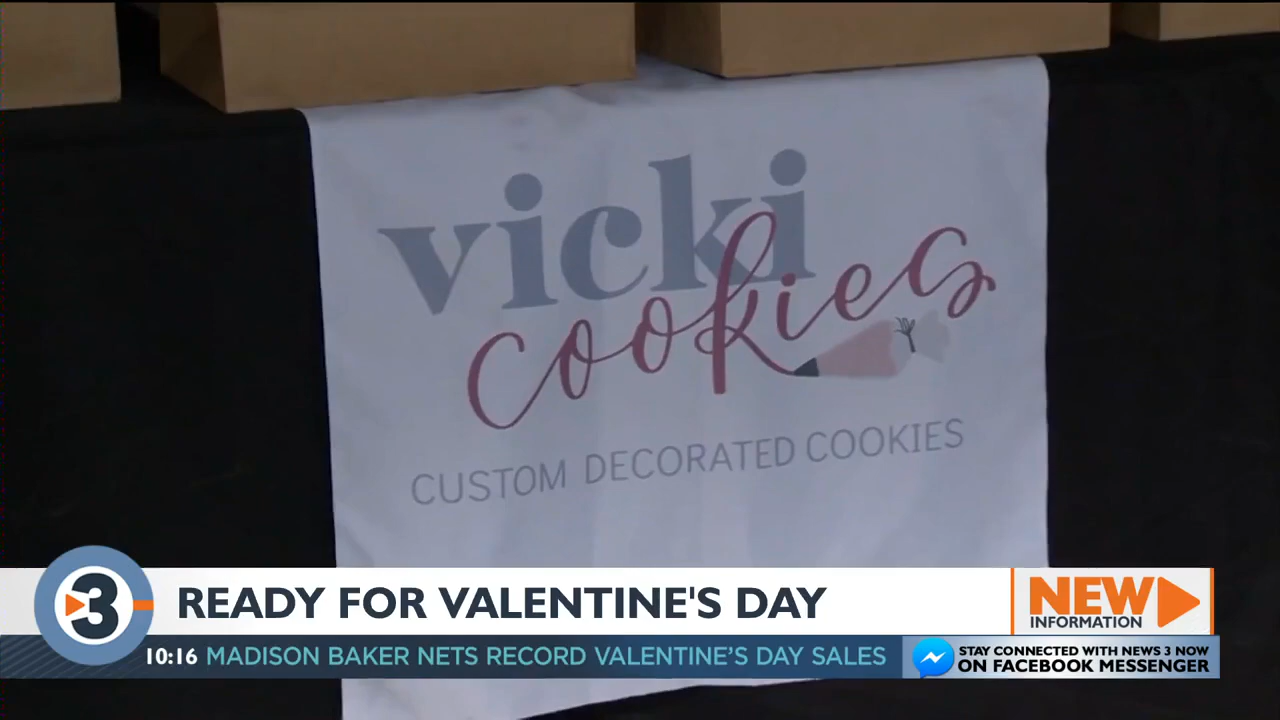 vicki
cookies
CUSTOM DECORATED COOKIES
3
READY FOR VALENTINE'S DAY
NEW
INFORMATION
10:16 MADISON BAKER NETS RECORD VALENTINE'S DAY SALES
STAY CONNECTED WITH NEWS 3 NOW
ON FACEBOOK MESSENGER